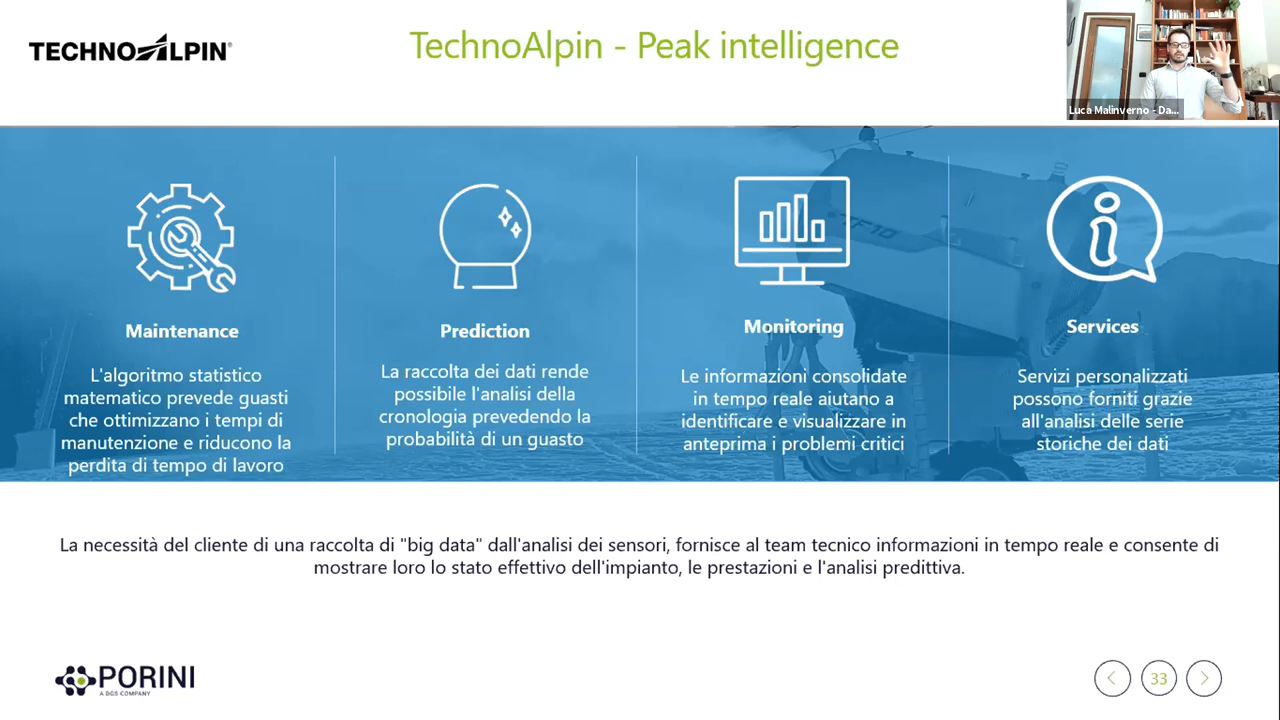 TECHNOALPIN®
TechnoAlpin - Peak intelligence
Luca Malinverno - Da...
TF10
Maintenance
L'algoritmo statistico
matematico prevede guasti
che ottimizzano i tempi di
manutenzione e riducono la
perdita di tempo di lavoro
Prediction
La raccolta dei dati rende
possibile l'analisi della
cronologia prevedendo la
probabilità di un guasto
Monitoring
Le informazioni consolidate
in tempo reale aiutano a
identificare e visualizzare in
anteprima i problemi critici
Services
Servizi personalizzati
possono forniti grazie
all'analisi delle serie
storiche dei dati
La necessità del cliente di una raccolta di "big data" dall'analisi dei sensori, fornisce al team tecnico informazioni in tempo reale e consente di
mostrare loro lo stato effettivo dell'impianto, le prestazioni e l'analisi predittiva.
PORINI
A DGS COMPANY
33